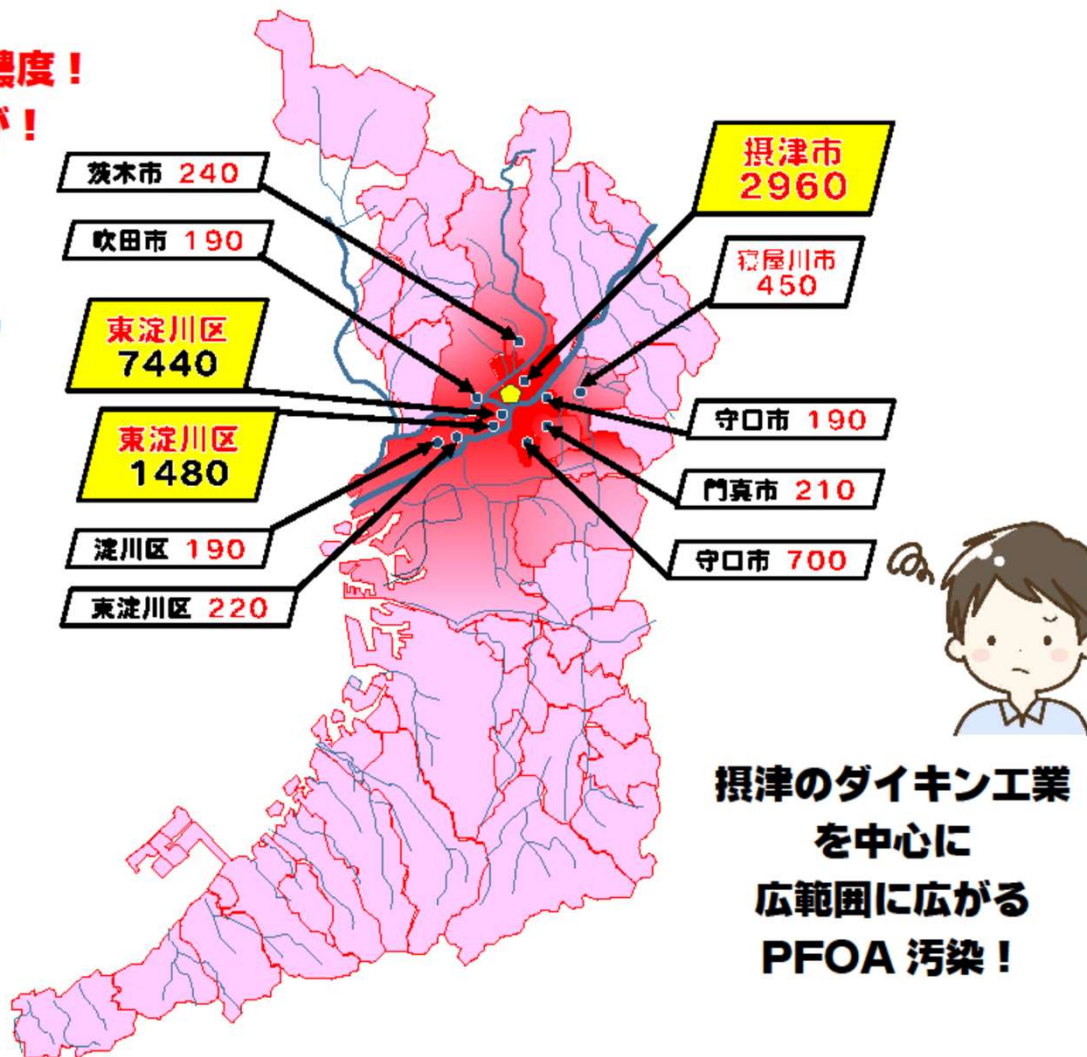 濃度！
が！
茨木市 240
吹田市 190
東淀川区
7440
東淀川区
1480
淀川区 190
東淀川区 220
摂津市
2960
寝屋川市
450
守口市 190
門真市 210
守口市 700
摂津のダイキン工業
を中心に
広範囲に広がる
PFOA 汚染！